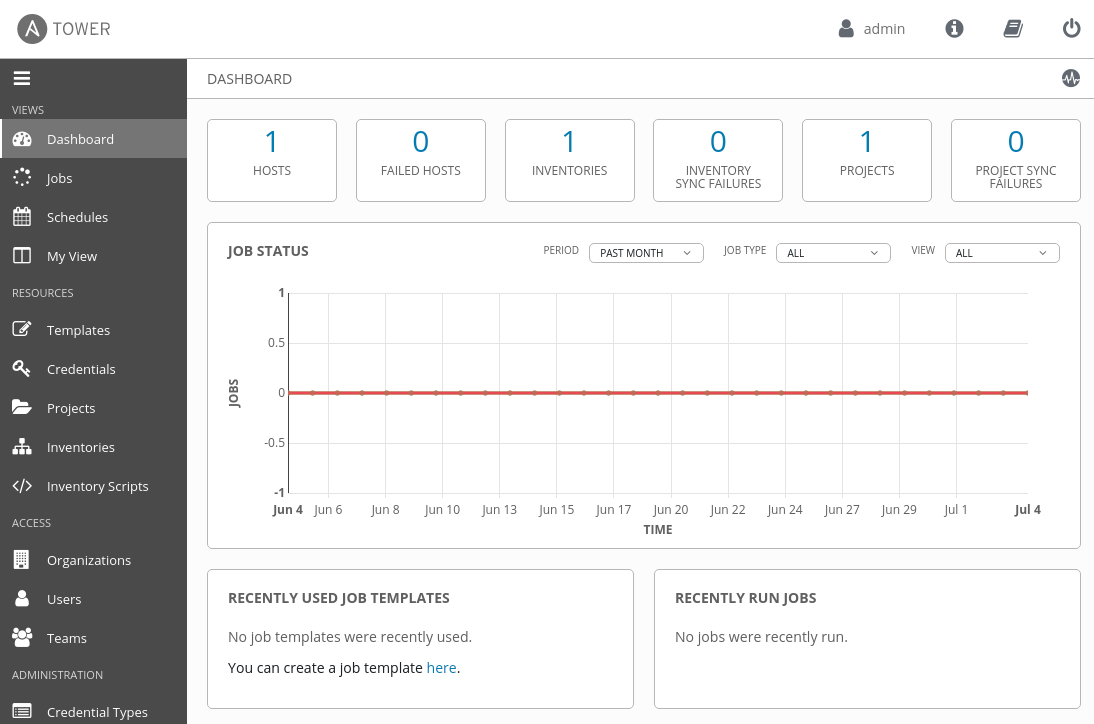 A TOWER
admin
DASHBOARD
VIEWS
Dashboard
Jobs
Schedules
My View
RESOURCES
Templates
Credentials
Projects
Inventories
Inventory Scripts
ACCESS
Organizations
Users
Teams
ADMINISTRATION
Credential Types
1
HOSTS
0
FAILED HOSTS
1
INVENTORIES
0
INVENTORY
SYNC FAILURES
1
PROJECTS
0
PROJECT SYNC
FAILURES
JOB STATUS
PERIOD PAST MONTH JOB TYPE ALL VIEW ALL
1
0.5
0
-0.5
-1
JOBS
Jun 4 Jun 6 Jun 8 Jun 10 Jun 13 Jun 15 Jun 17 Jun 20 Jun 22 Jun 24 Jun 27 Jun 29 Jul 1 Jul 4
TIME
RECENTLY USED JOB TEMPLATES
No job templates were recently used.
You can create a job template here.
RECENTLY RUN JOBS
No jobs were recently run.